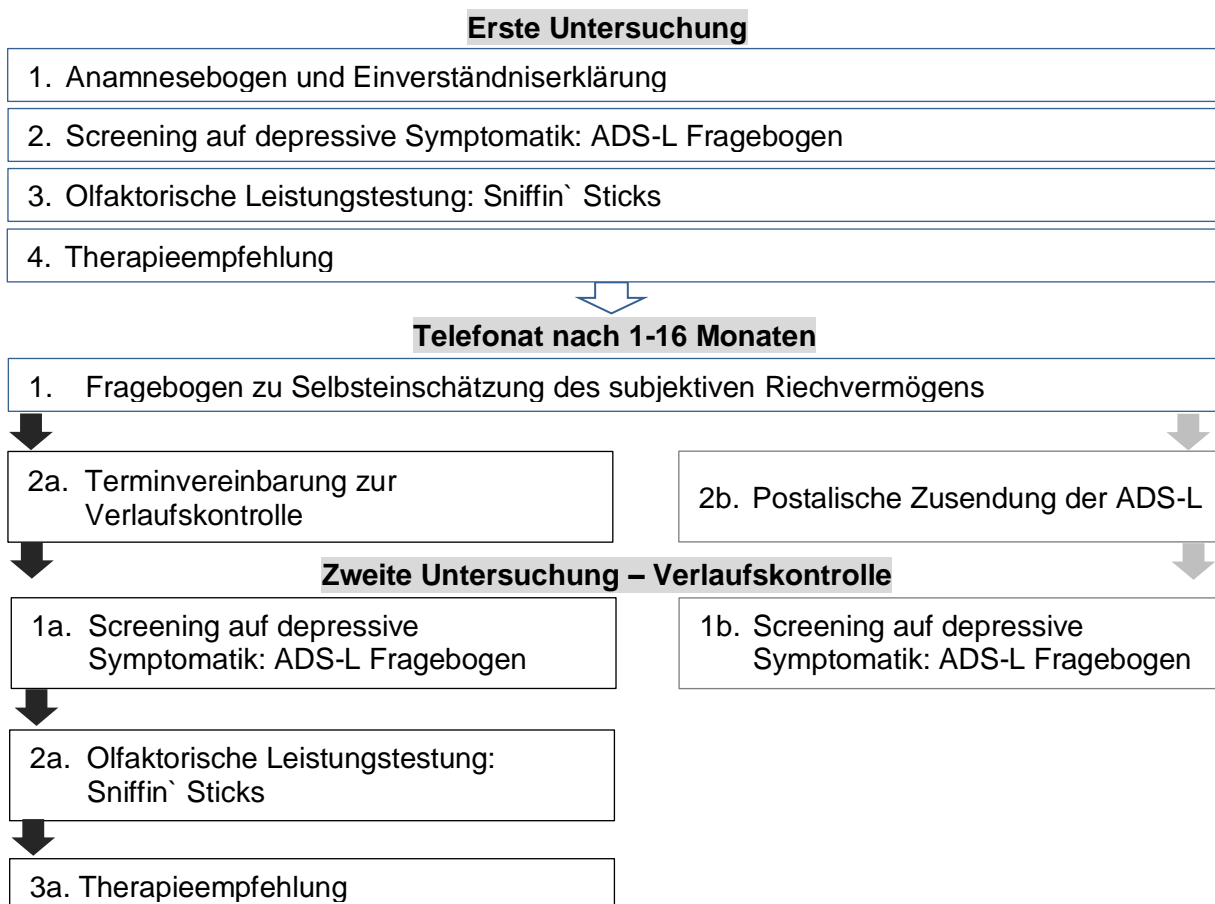 Erste Untersuchung
1. Anamnesebogen und Einverständniserklärung
2. Screening auf depressive Symptomatik: ADS-L Fragebogen
3. Olfaktorische Leistungstestung: Sniffin` Sticks
4. Therapieempfehlung
Telefonat nach 1-16 Monaten
1. Fragebogen zu Selbsteinschätzung des subjektiven Riechvermögens
2a. Terminvereinbarung zur
Verlaufskontrolle
2b. Postalische Zusendung der ADS-L
Zweite Untersuchung – Verlaufskontrolle
1a. Screening auf depressive
Symptomatik: ADS-L Fragebogen
1b. Screening auf depressive
Symptomatik: ADS-L Fragebogen
2a. Olfaktorische Leistungstestung:
Sniffin` Sticks
3a. Therapieempfehlung